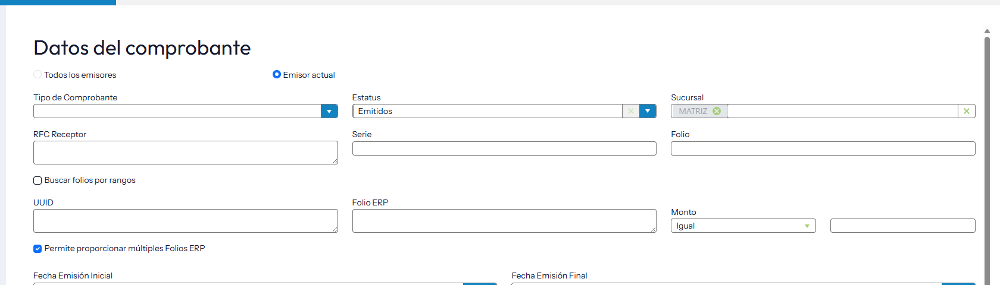 Datos del comprobante
Todos los emisores Emisor actual
Tipo de Comprobante Estatus Sucursal
Emitidos MATRIZ
RFC Receptor Serie Folio
Buscar folios por rangos
UUID Folio ERP
Monto
Igual
Permite proporcionar múltiples Folios ERP
Fecha Emisión Inicial Fecha Emisión Final